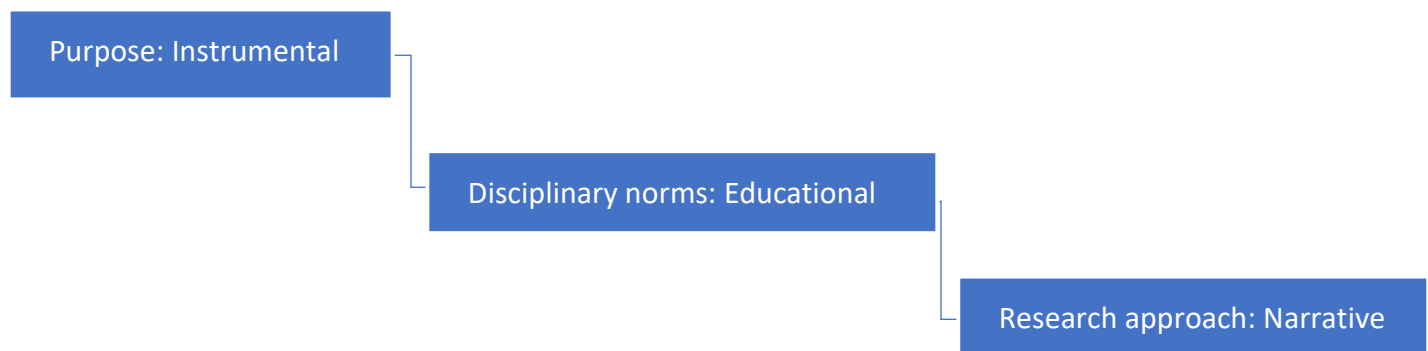 Purpose: Instrumental
Disciplinary norms: Educational
Research approach: Narrative